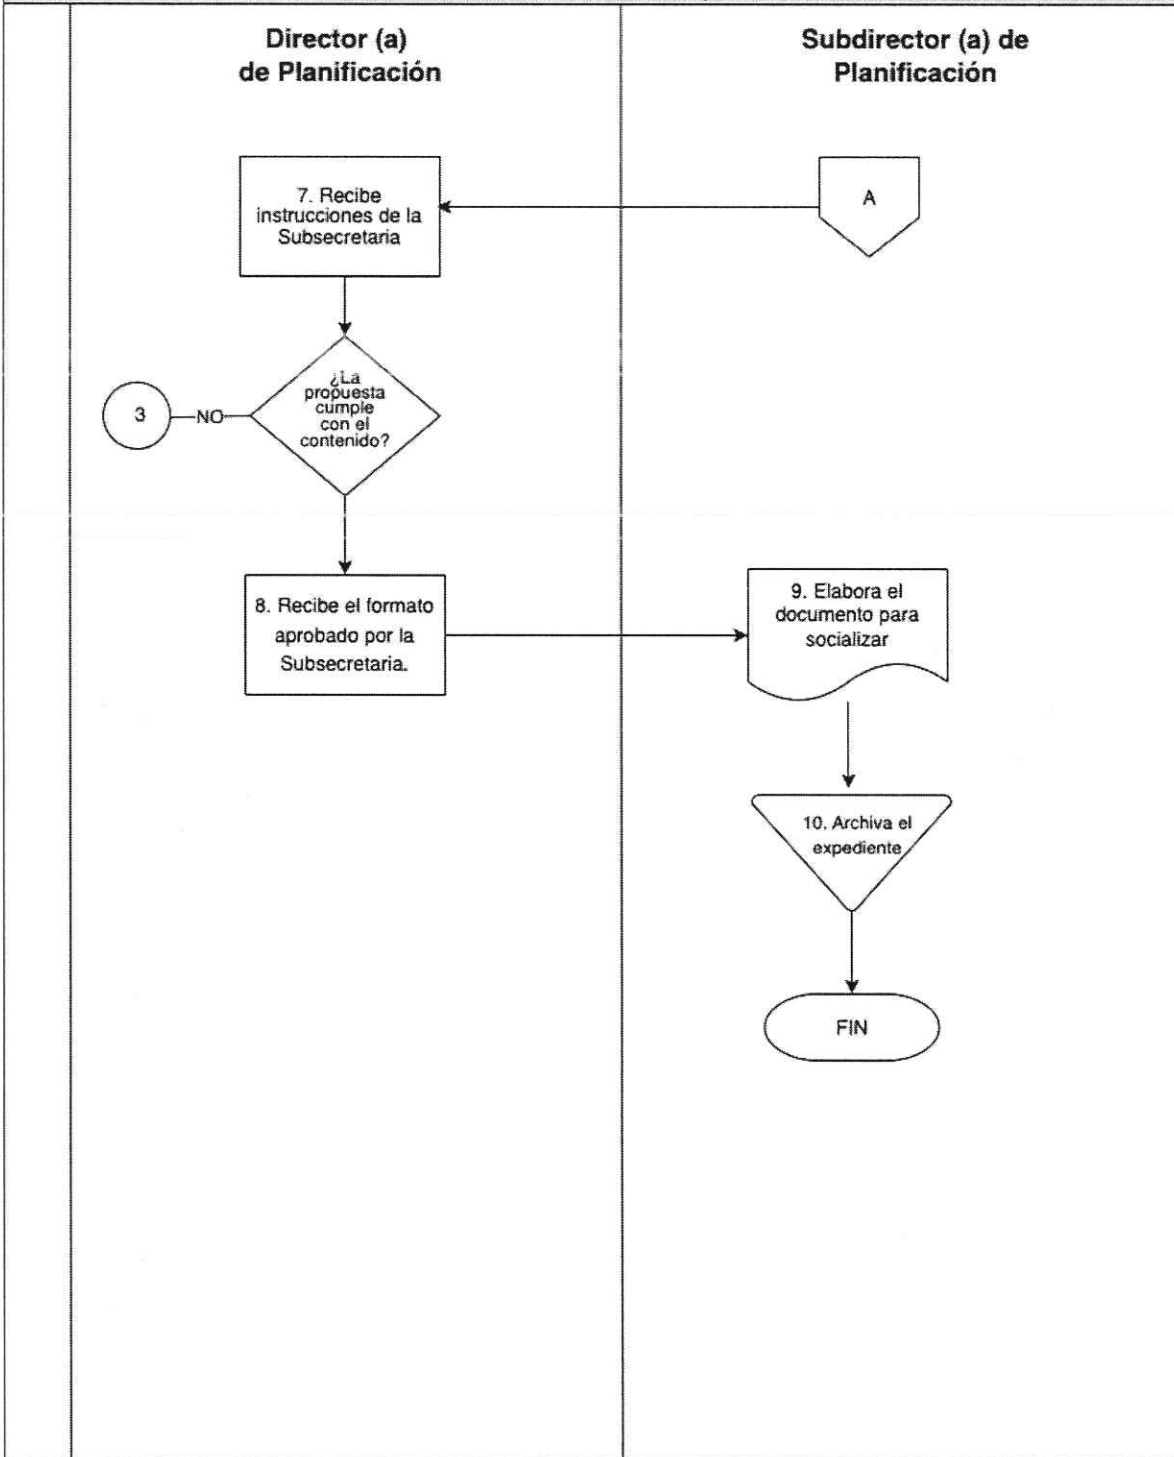 Director (a)
de Planificación
Subdirector (a) de
Planificación
7. Recibe
instrucciones de la
Subsecretaria
A
¿La
propuesta
cumple
con el
contenido?
3
NO
8. Recibe el formato
aprobado por la
Subsecretaria.
9. Elabora el
documento para
socializar
10. Archiva el
expediente
FIN